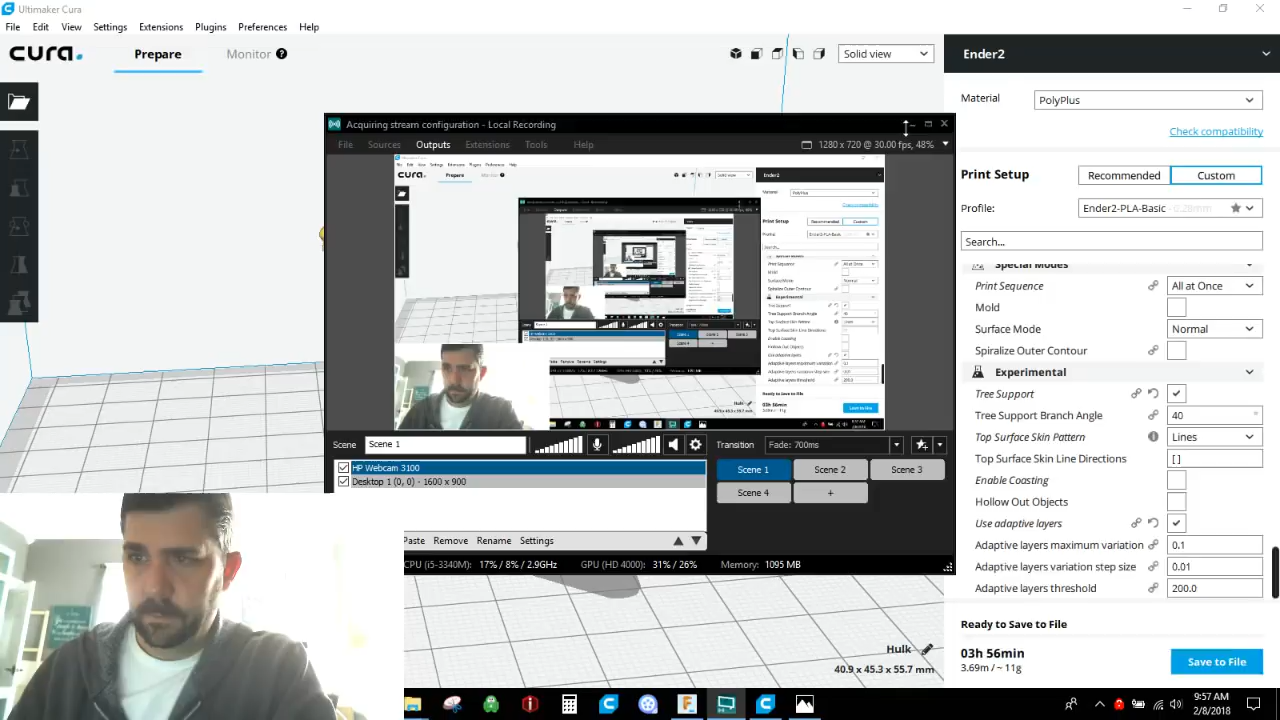 Ultimaker Cura
File Edit View Settings Extensions Plugins Preferences Help
cura. Prepare Monitor ? Solid view Ender2
Material PolyPlus
Check compatibility
Print Setup Recommended Custom
Profile: Ender2-PLA-Basic
Search...
Special Modes
Print Sequence All at Once
Mold
Surface Mode Normal
Spiralize Outer Contour
Experimental
Tree Support
Tree Support Branch Angle 40 °
Top Surface Skin Pattern Lines
Top Surface Skin Line Directions [ ]
Enable Coasting
Hollow Out Objects
Use adaptive layers
Adaptive layers maximum variation 0.1
Adaptive layers variation step size 0.01
Adaptive layers threshold 200.0
Ready to Save to File
03h 56min
3.69m / ~ 11g
Save to File
Acquiring stream configuration - Local Recording
File Sources Outputs Extensions Tools Help 1280 x 720 @ 30.00 fps, 48%
Scene Scene 1 Transition Fade: 700ms
HP Webcam 3100
Desktop 1 (0, 0) - 1600 x 900
Scene 1 Scene 2 Scene 3
Scene 4 +
Paste Remove Rename Settings
CPU (i5-3340M): 17% / 8% / 2.9GHz GPU (HD 4000): 31% / 26% Memory: 1095 MB
Hulk
40.9 x 45.3 x 55.7 mm
9:57 AM
2/8/2018